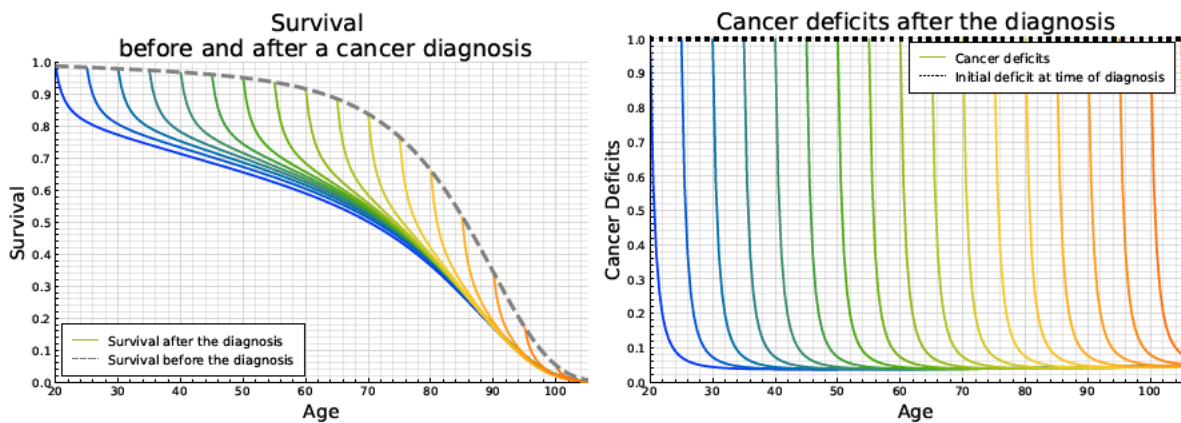 Survival
before and after a cancer diagnosis
1.0
0.9
0.8
0.7
0.6
0.5
0.4
0.3
0.2
0.1
0.0
Survival
Survival after the diagnosis
Survival before the diagnosis
20 30 40 50 60 70 80 90 100
Age
Cancer deficits after the diagnosis
1.0
0.9
0.8
0.7
0.6
0.5
0.4
0.3
0.2
0.1
0.0
Cancer Deficits
Cancer deficits
Initial deficit at time of diagnosis
20 30 40 50 60 70 80 90 100
Age